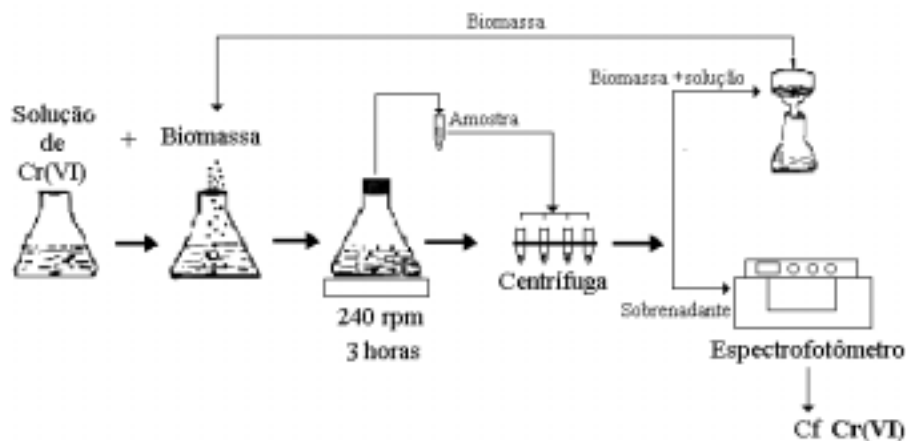 Biomassa
Biomassa +solução
Solução
de
Cr(VI)
+
Biomassa
Amostra
Centrífuga
240 rpm
3 horas
Sobrenadante
Espectrofotômetro
Cf Cr(VI)